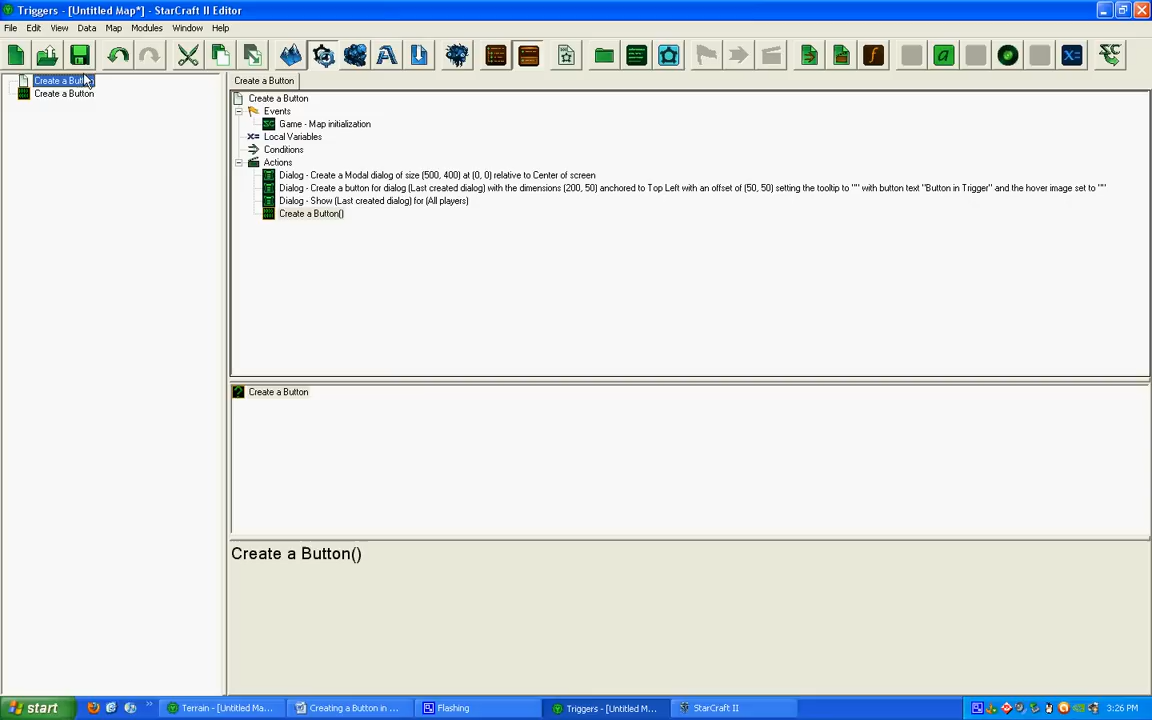 Triggers - [Untitled Map*] - StarCraft II Editor
File Edit View Data Map Modules Window Help
Create a Button
Create a Button
Create a Button
Create a Button
Events
Game - Map initialization
Local Variables
Conditions
Actions
Dialog - Create a Modal dialog of size (500, 400) at (0, 0) relative to Center of screen
Dialog - Create a button for dialog (Last created dialog) with the dimensions (200, 50) anchored to Top Left with an offset of (50, 50) setting the tooltip to "" with button text "Button in Trigger" and the hover image set to ""
Dialog - Show (Last created dialog) for (All players)
Create a Button()
Create a Button
Create a Button()
start Terrain - [Untitled Ma... Creating a Button in ... Flashing Triggers - [Untitled M... StarCraft II 3:26 PM